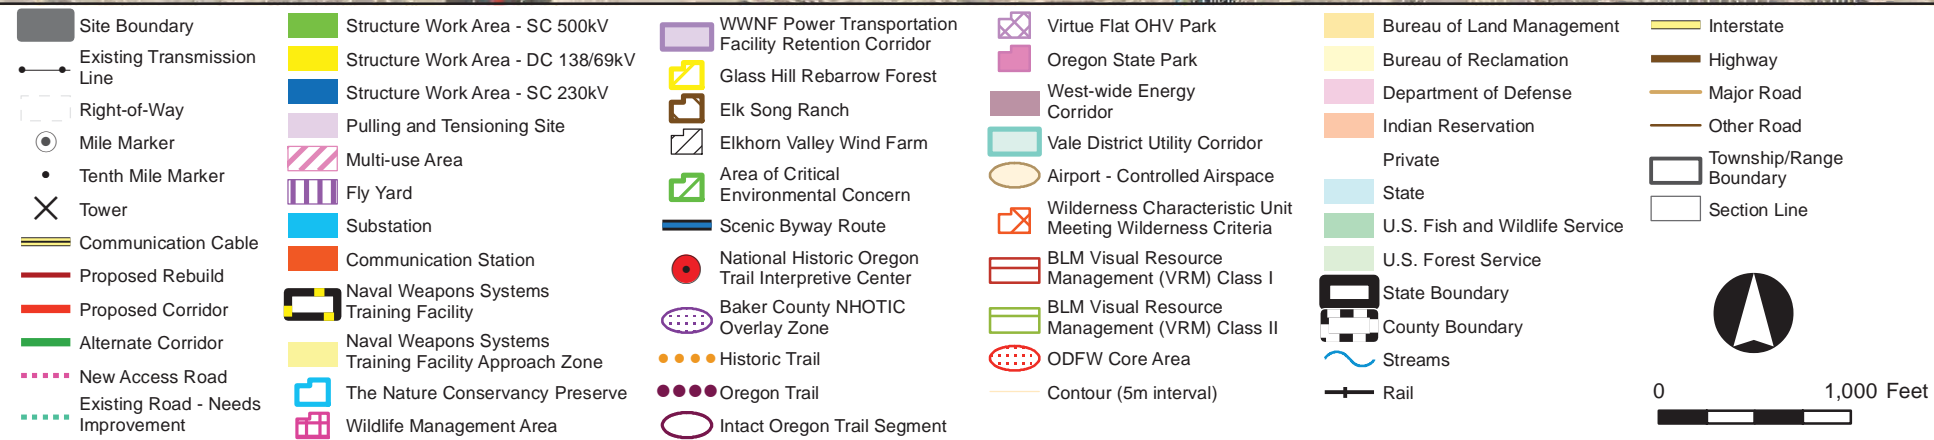 Site Boundary
Existing Transmission
Line
Right-of-Way
Mile Marker
Tenth Mile Marker
Tower
Communication Cable
Proposed Rebuild
Proposed Corridor
Alternate Corridor
New Access Road
Existing Road - Needs
Improvement
Structure Work Area - SC 500kV
Structure Work Area - DC 138/69kV
Structure Work Area - SC 230kV
Pulling and Tensioning Site
Multi-use Area
Fly Yard
Substation
Communication Station
Naval Weapons Systems
Training Facility
Naval Weapons Systems
Training Facility Approach Zone
The Nature Conservancy Preserve
Wildlife Management Area
WWNF Power Transportation
Facility Retention Corridor
Glass Hill Rebarrow Forest
Elk Song Ranch
Elkhorn Valley Wind Farm
Area of Critical
Environmental Concern
Scenic Byway Route
National Historic Oregon
Trail Interpretive Center
Baker County NHOTIC
Overlay Zone
Historic Trail
Oregon Trail
Intact Oregon Trail Segment
Virtue Flat OHV Park
Oregon State Park
West-wide Energy
Corridor
Vale District Utility Corridor
Airport - Controlled Airspace
Wilderness Characteristic Unit
Meeting Wilderness Criteria
BLM Visual Resource
Management (VRM) Class I
BLM Visual Resource
Management (VRM) Class II
ODFW Core Area
Contour (5m interval)
Bureau of Land Management
Bureau of Reclamation
Department of Defense
Indian Reservation
Private
State
U.S. Fish and Wildlife Service
U.S. Forest Service
State Boundary
County Boundary
Streams
Rail
Interstate
Highway
Major Road
Other Road
Township/Range
Boundary
Section Line
0 1,000 Feet